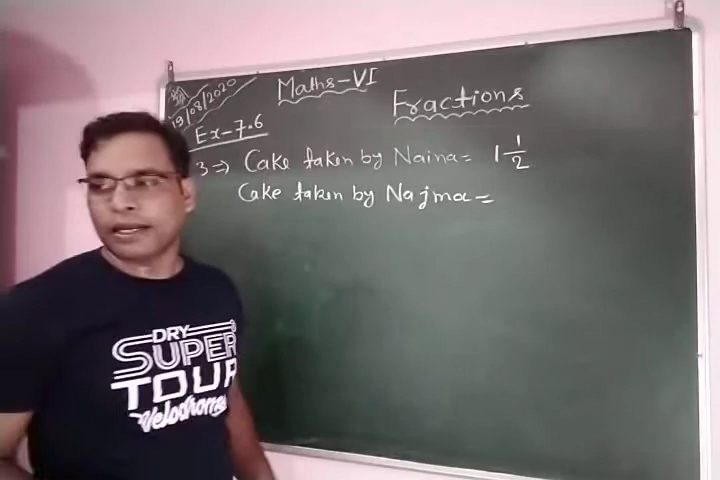 Maths-VI
19/08/2020
Fractions
Ex-7.6
3⇒ Cake taken by Naina = 1 1/2
Cake taken by Najma =
DRY
SUPER
TOUR
Velodrome